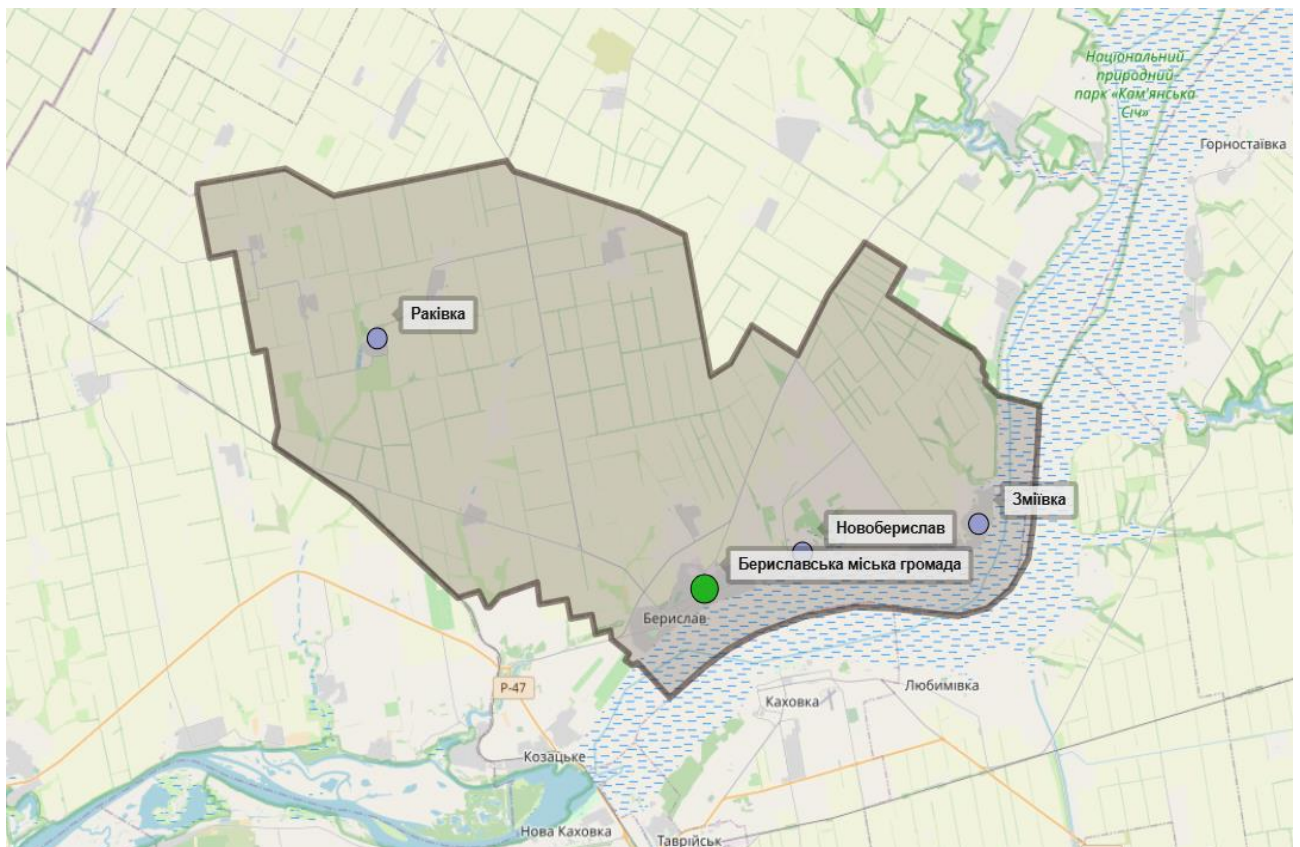 Національний
природний
парк «Кам'янська
Січ»
Горностаївка
Раківка
Зміївка
Новоберислав
Бериславська міська громада
Берислав
Р-47
Любимівка
Каховка
Козацьке
Нова Каховка
Таврійськ